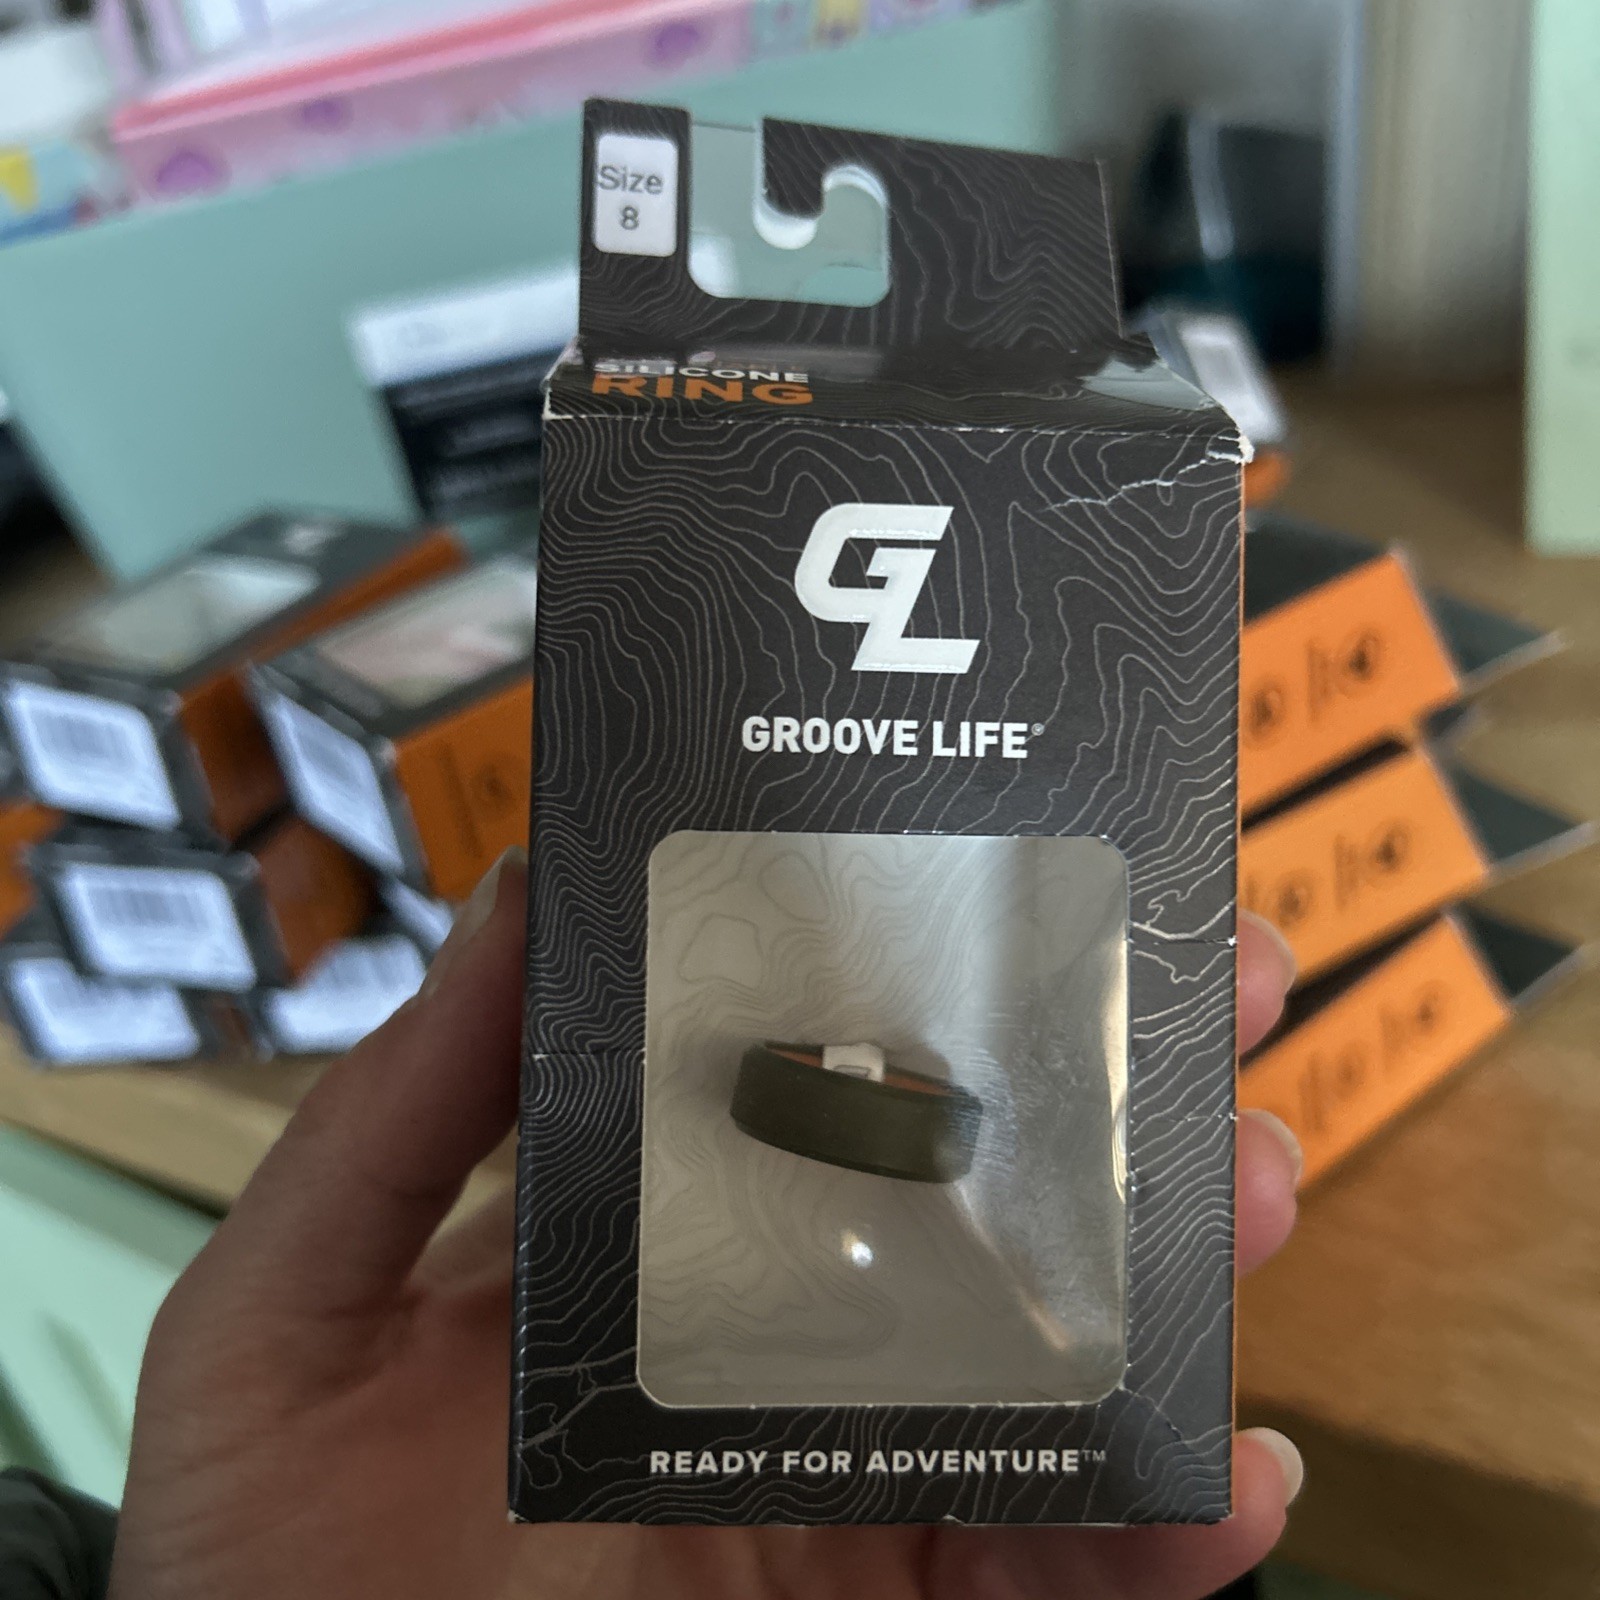 Size
8
SILICONE
RING
GL
GROOVE LIFE®
READY FOR ADVENTURE™